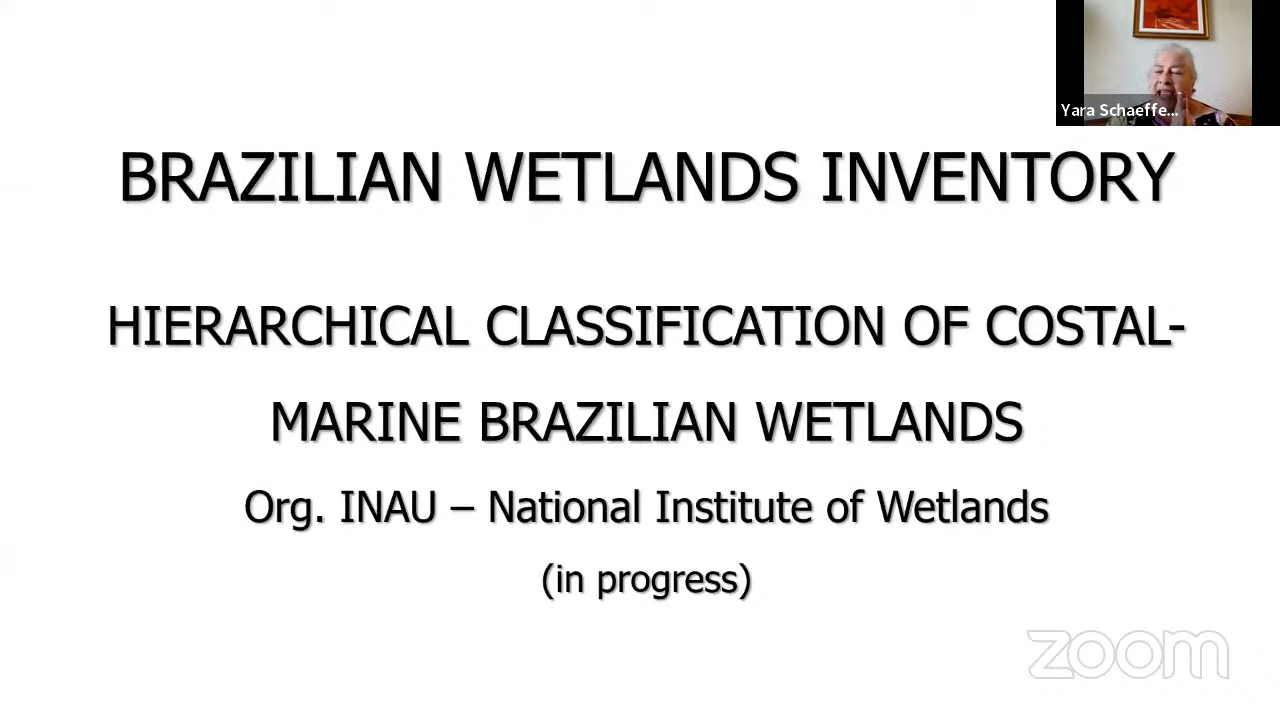 Yara Schaeffe...
BRAZILIAN WETLANDS INVENTORY
HIERARCHICAL CLASSIFICATION OF COSTAL-
MARINE BRAZILIAN WETLANDS
Org. INAU – National Institute of Wetlands
(in progress)
zoom